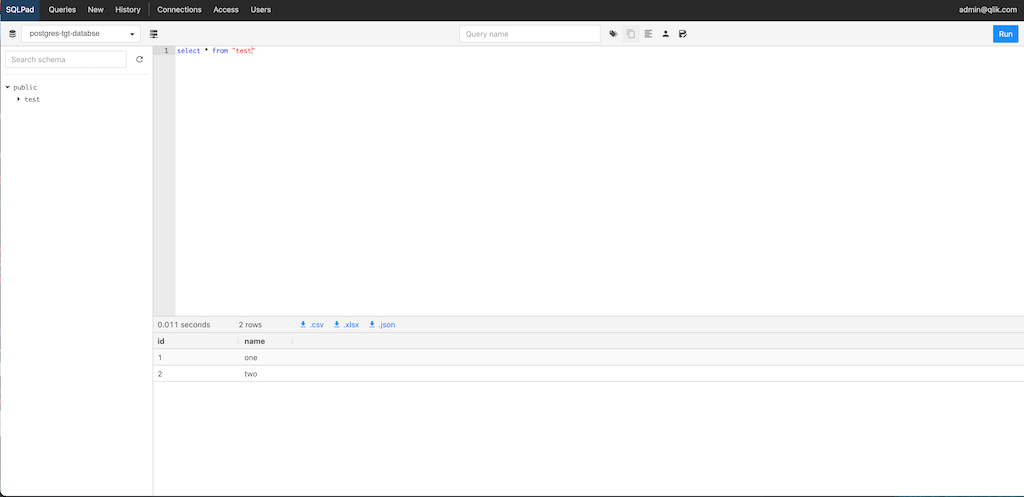 SQLPad Queries New History Connections Access Users admin@qlik.com
postgres-tgt-databse Query name Run
Search schema
public
test
1 select * from "test"
0.011 seconds 2 rows .csv .xlsx .json
id name
1 one
2 two